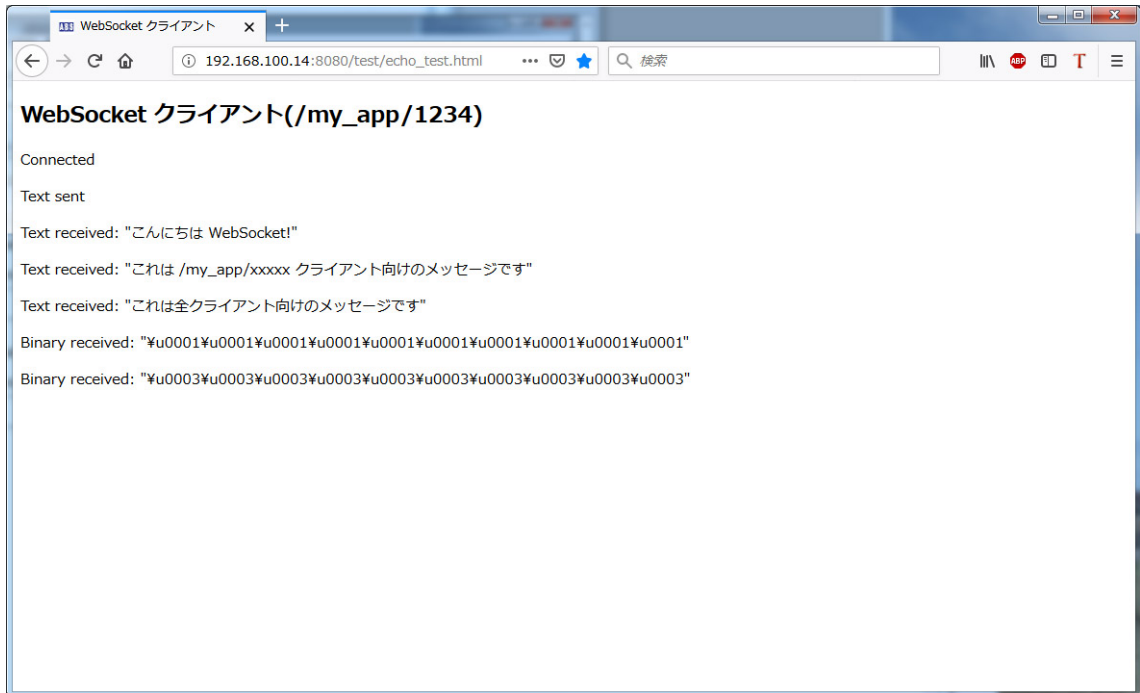 WebSocket クライアント
192.168.100.14:8080/test/echo_test.html
検索
ABP
T
WebSocket クライアント(/my_app/1234)
Connected
Text sent
Text received: "こんにちは WebSocket!"
Text received: "これは /my_app/xxxxx クライアント向けのメッセージです"
Text received: "これは全クライアント向けのメッセージです"
Binary received: "¥u0001¥u0001¥u0001¥u0001¥u0001¥u0001¥u0001¥u0001¥u0001¥u0001"
Binary received: "¥u0003¥u0003¥u0003¥u0003¥u0003¥u0003¥u0003¥u0003¥u0003¥u0003"